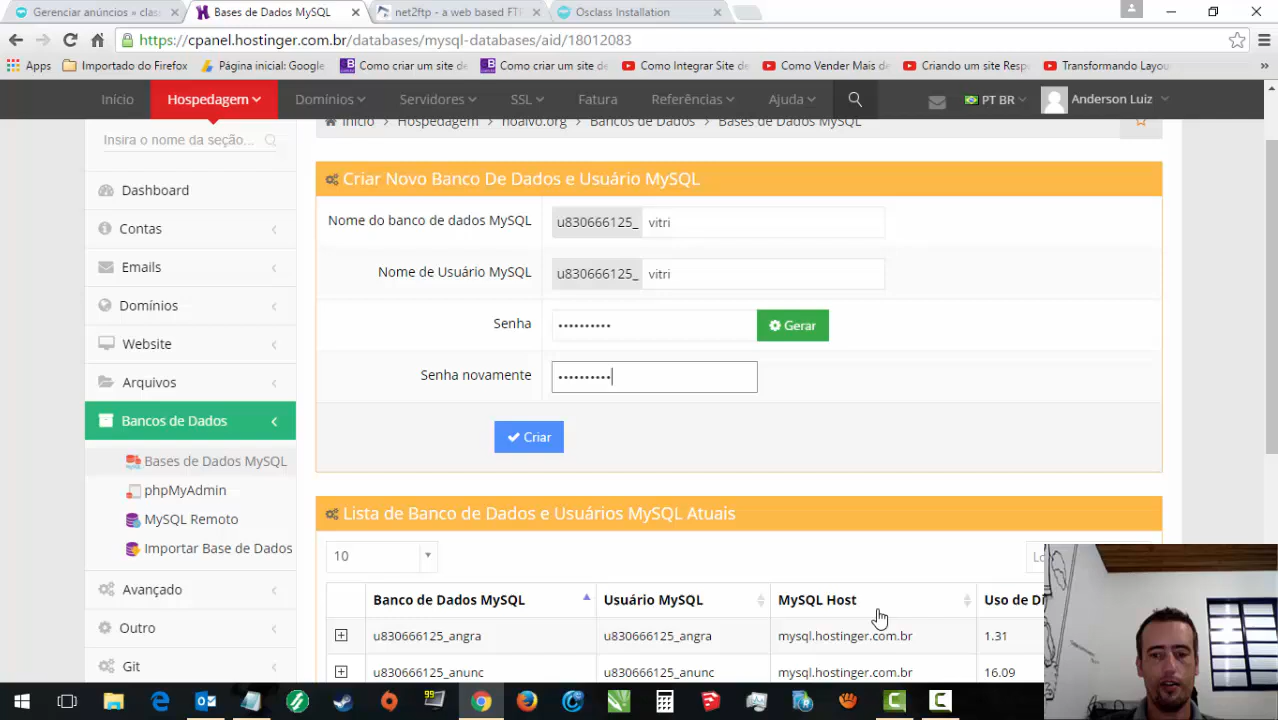 Gerenciar anúncios « clas
Bases de Dados MySQL
net2ftp - a web based FTP
Osclass Installation
https://cpanel.hostinger.com.br/databases/mysql-databases/aid/18012083
Apps
Importado do Firefox
Página inicial: Google
Como criar um site de
Como criar um site de
Como Integrar Site de
Como Vender Mais de
Criando um site Resp
Transformando Layou
Início
Hospedagem
Domínios
Servidores
SSL
Fatura
Referências
Ajuda
PT BR
Anderson Luiz
Insira o nome da seção...
Início
Hospedagem
noalvo.org
Bancos de Dados
Bases de Dados MySQL
Dashboard
Contas
Emails
Domínios
Website
Arquivos
Bancos de Dados
Bases de Dados MySQL
phpMyAdmin
MySQL Remoto
Importar Base de Dados
Avançado
Outro
Git
Criar Novo Banco De Dados e Usuário MySQL
Nome do banco de dados MySQL
u830666125_ vitri
Nome de Usuário MySQL
u830666125_ vitri
Senha
••••••••••
Gerar
Senha novamente
••••••••••
Criar
Lista de Banco de Dados e Usuários MySQL Atuais
10
Banco de Dados MySQL
Usuário MySQL
MySQL Host
Uso de Di
u830666125_angra
u830666125_angra
mysql.hostinger.com.br
1.31
u830666125_anunc
u830666125_anunc
mysql.hostinger.com.br
16.09
99